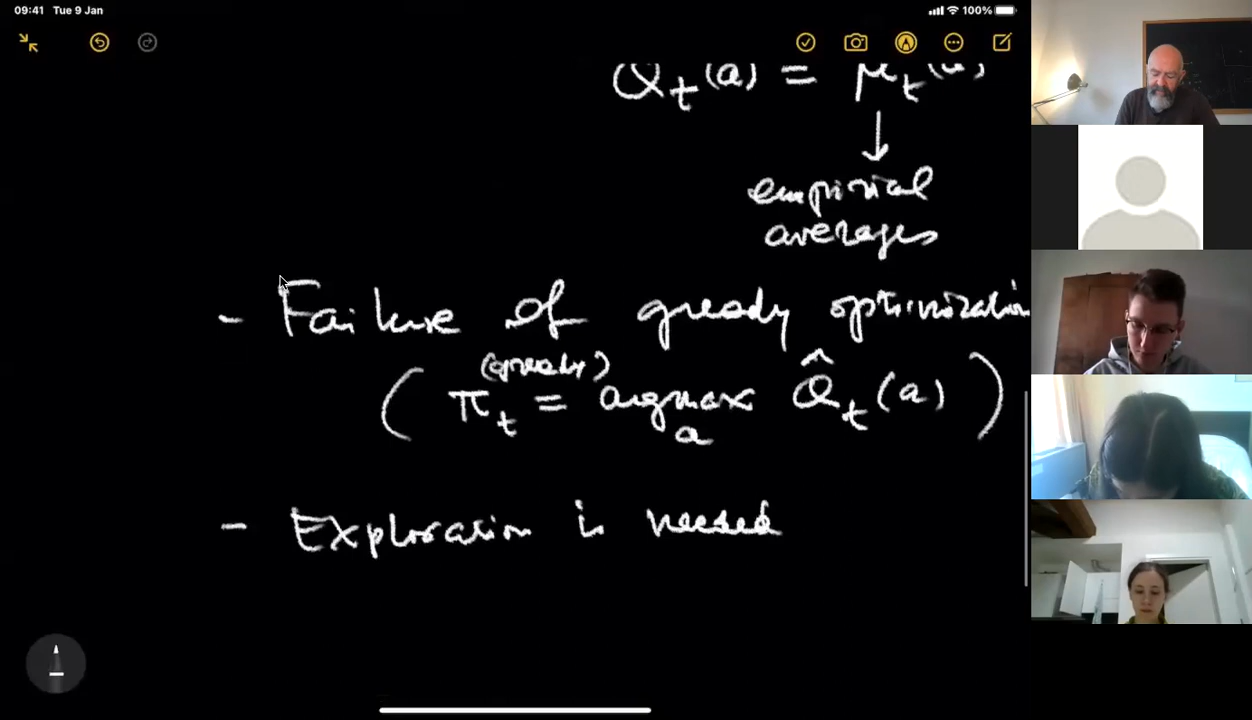 09:41 Tue 9 Jan 100%
Q̂t(a) = μt(a)
↓
empirical
averages
- Failure of greedy optimization
(πt(greedy) = argmax a Q̂t(a))
- Exploration is needed